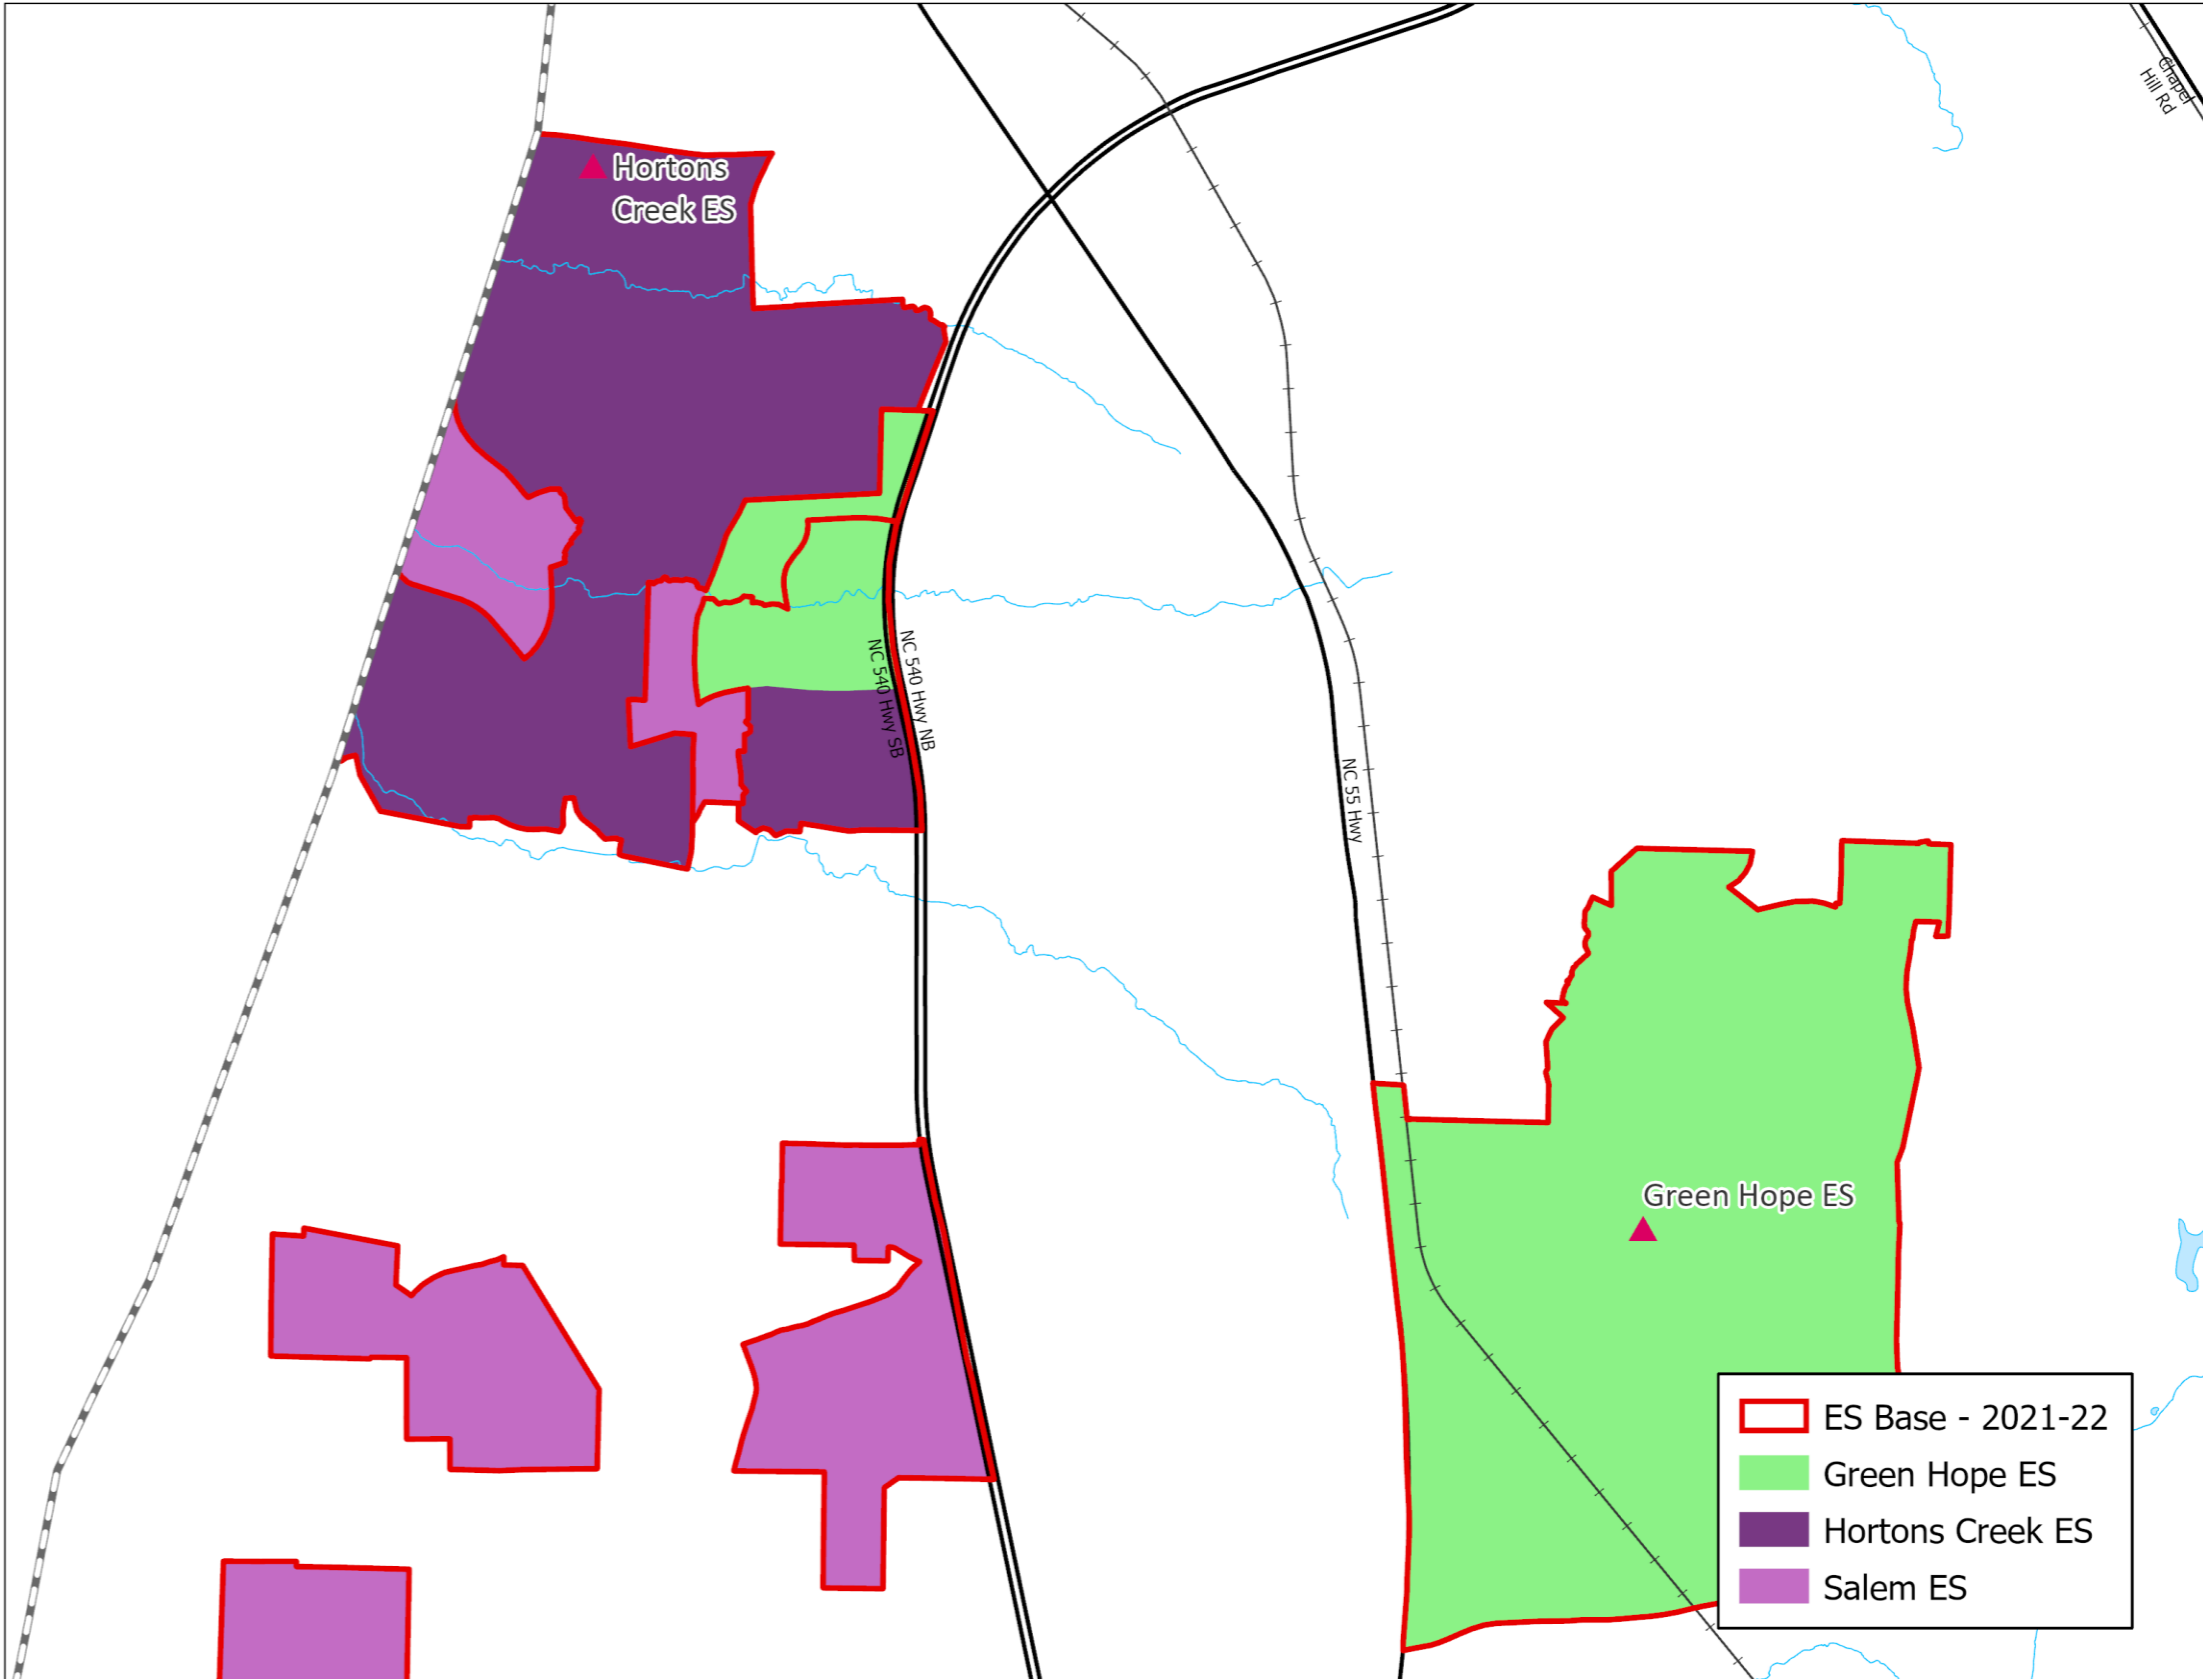 Chapel
Hill Rd
Hortons
Creek ES
NC 540 Hwy NB
NC 540 Hwy SB
NC 55 Hwy
Green Hope ES
ES Base - 2021-22
Green Hope ES
Hortons Creek ES
Salem ES